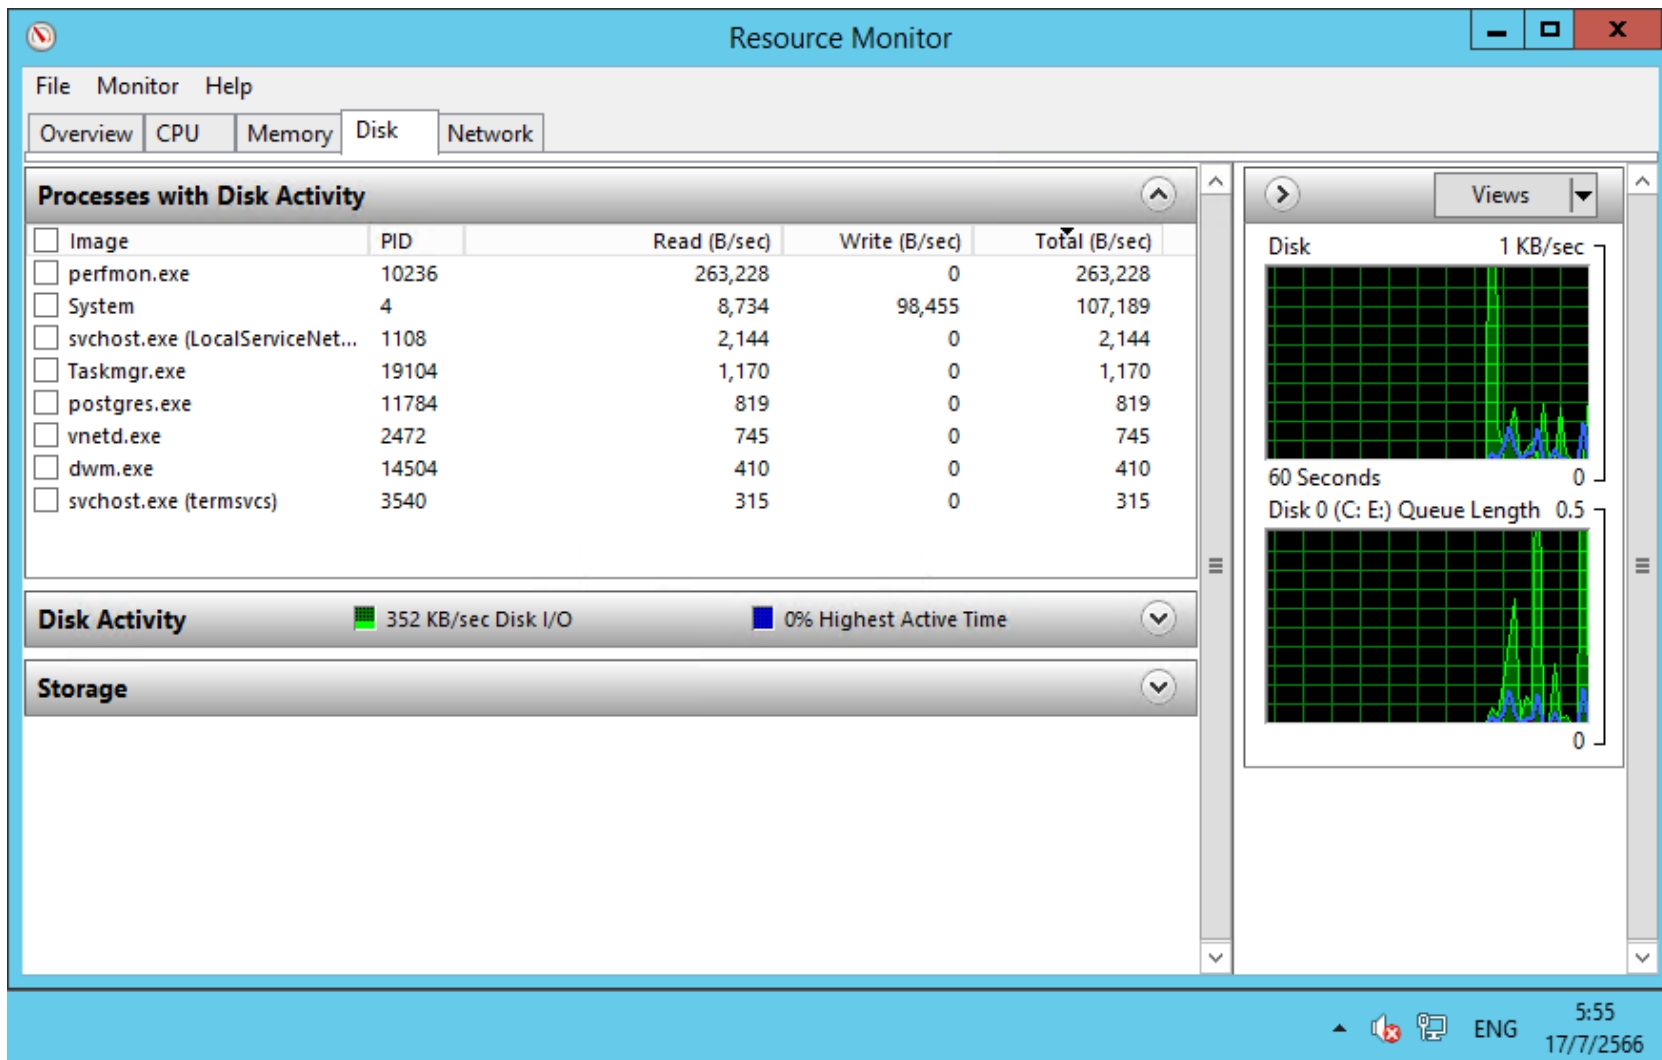 Resource Monitor
File Monitor Help
Overview CPU Memory Disk Network
Processes with Disk Activity
Image PID Read (B/sec) Write (B/sec) Total (B/sec)
perfmon.exe 10236 263,228 0 263,228
System 4 8,734 98,455 107,189
svchost.exe (LocalServiceNet... 1108 2,144 0 2,144
Taskmgr.exe 19104 1,170 0 1,170
postgres.exe 11784 819 0 819
vnetd.exe 2472 745 0 745
dwm.exe 14504 410 0 410
svchost.exe (termsvcs) 3540 315 0 315
Disk Activity 352 KB/sec Disk I/O 0% Highest Active Time
Storage
Views
Disk 1 KB/sec
60 Seconds 0
Disk 0 (C: E:) Queue Length 0.5
0
ENG 5:55
17/7/2566